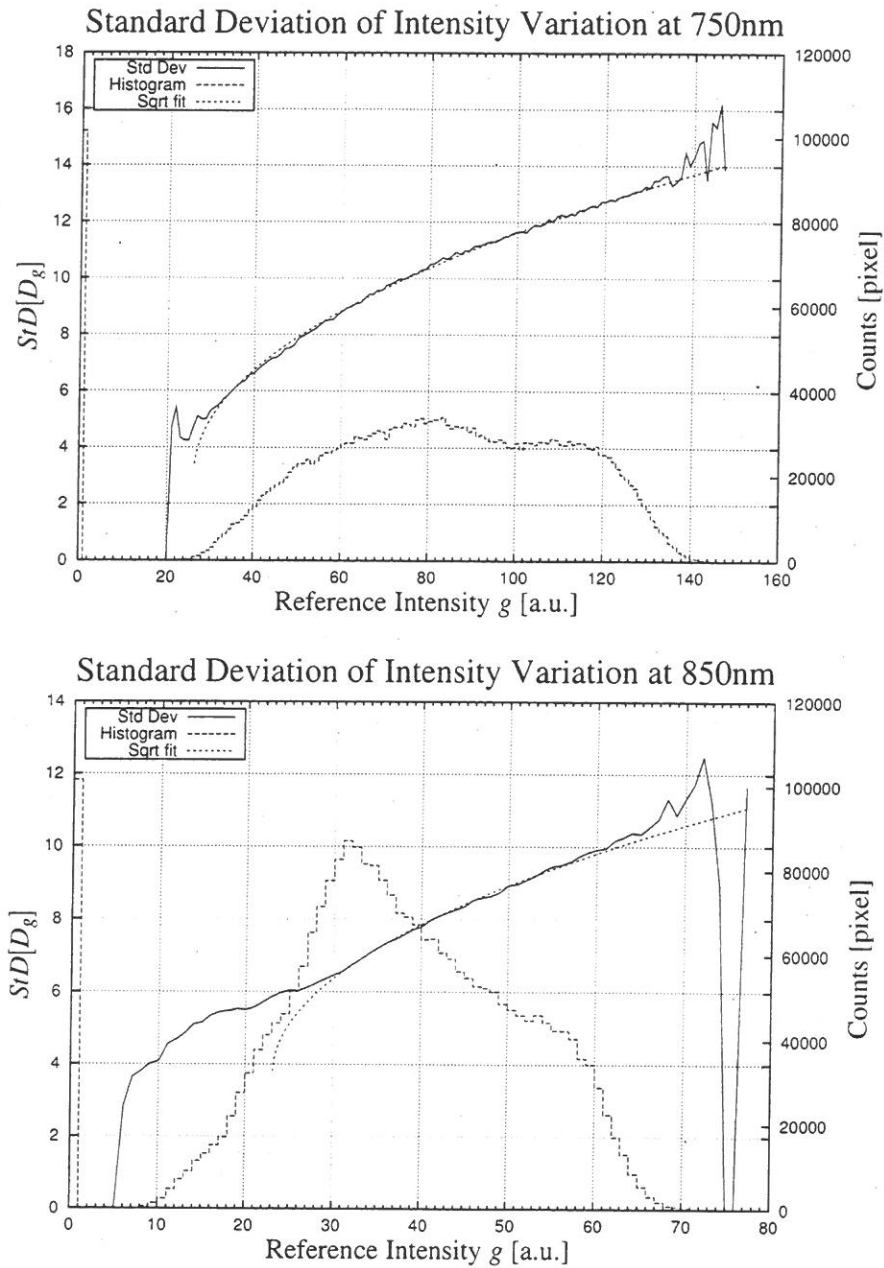 Standard Deviation of Intensity Variation at 750nm
Std Dev
Histogram
Sqrt fit
18
16
14
12
10
8
6
4
2
0
StD[D_g]
120000
100000
80000
60000
40000
20000
0
Counts [pixel]
0 20 40 60 80 100 120 140 160
Reference Intensity g [a.u.]
Standard Deviation of Intensity Variation at 850nm
Std Dev
Histogram
Sqrt fit
14
12
10
8
6
4
2
0
StD[D_g]
120000
100000
80000
60000
40000
20000
0
Counts [pixel]
0 10 20 30 40 50 60 70 80
Reference Intensity g [a.u.]